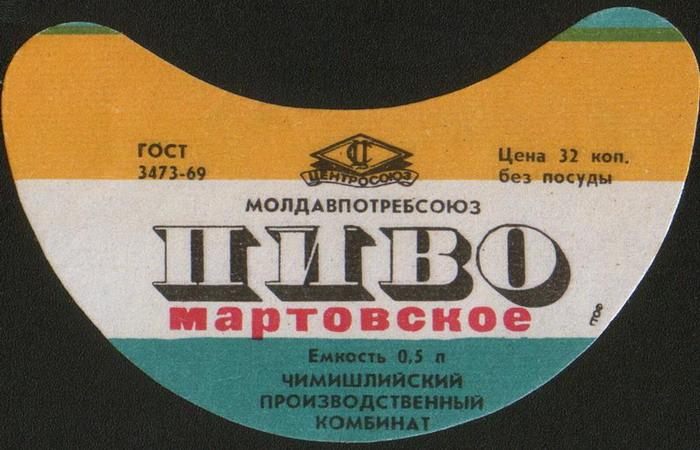 ГОСТ
3473-69
ЦЕНТРОСОЮЗ
Цена 32 коп.
без посуды
МОЛДАВПОТРЕБСОЮЗ
ПИВО
мартовское
Емкость 0,5 л
ЧИМИШЛИЙСКИЙ
ПРОИЗВОДСТВЕННЫЙ
КОМБИНАТ